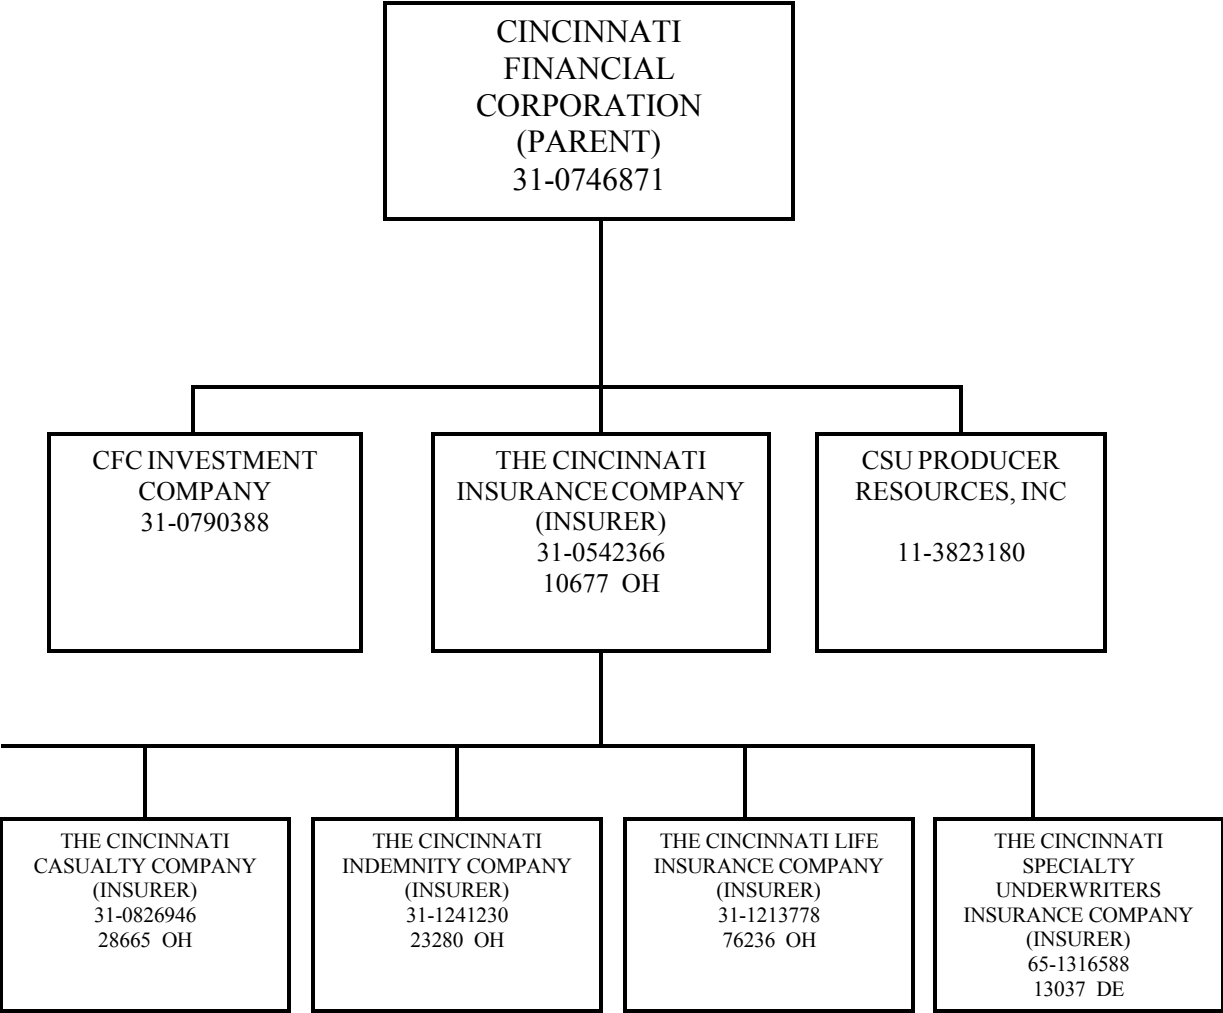 CINCINNATI
FINANCIAL
CORPORATION
(PARENT)
31-0746871
CFC INVESTMENT
COMPANY
31-0790388
THE CINCINNATI
INSURANCE COMPANY
(INSURER)
31-0542366
10677 OH
CSU PRODUCER
RESOURCES, INC
11-3823180
THE CINCINNATI
CASUALTY COMPANY
(INSURER)
31-0826946
28665 OH
THE CINCINNATI
INDEMNITY COMPANY
(INSURER)
31-1241230
23280 OH
THE CINCINNATI LIFE
INSURANCE COMPANY
(INSURER)
31-1213778
76236 OH
THE CINCINNATI
SPECIALTY
UNDERWRITERS
INSURANCE COMPANY
(INSURER)
65-1316588
13037 DE